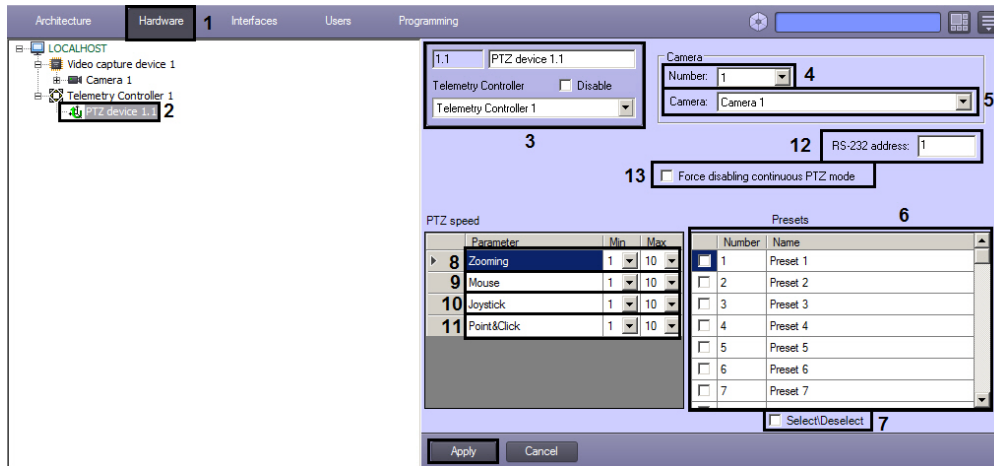 Architecture Hardware 1 Interfaces Users Programming
LOCALHOST
Video capture device 1
Camera 1
Telemetry Controller 1
PTZ device 1.1 2
1.1 PTZ device 1.1
Telemetry Controller Disable
Telemetry Controller 1
3
Camera
Number: 1 4
Camera: Camera 1 5
12 RS-232 address: 1
13 Force disabling continuous PTZ mode
PTZ speed
Parameter Min Max
8 Zooming 1 10
9 Mouse 1 10
10 Joystick 1 10
11 Point&Click 1 10
Presets 6
Number Name
1 Preset 1
2 Preset 2
3 Preset 3
4 Preset 4
5 Preset 5
6 Preset 6
7 Preset 7
Select\Deselect 7
Apply Cancel